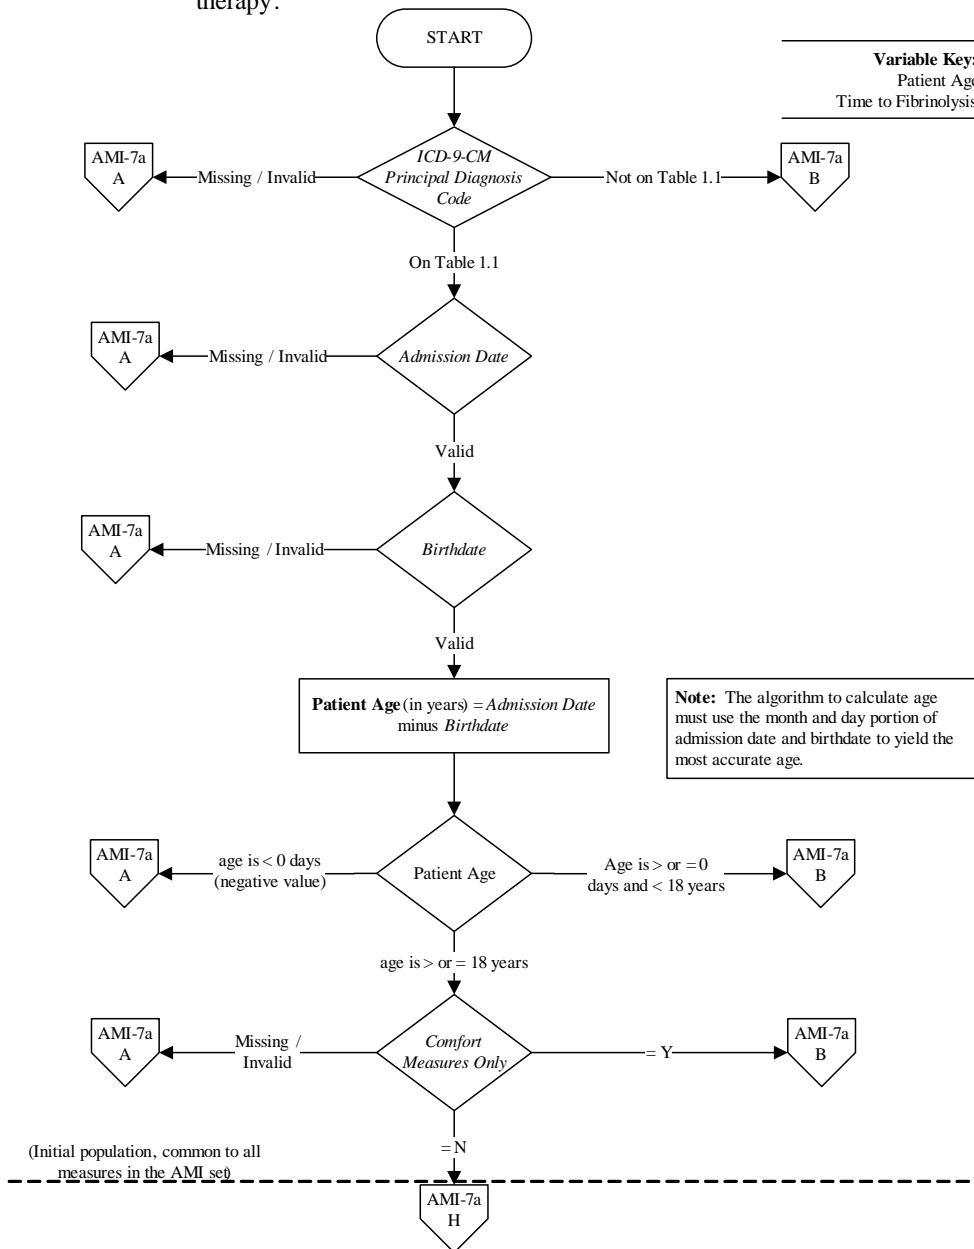 therapy.
START
Variable Key:
Patient Age
Time to Fibrinolysis
AMI-7a
A
Missing / Invalid
ICD-9-CM
Principal Diagnosis
Code
Not on Table 1.1
AMI-7a
B
On Table 1.1
AMI-7a
A
Missing / Invalid
Admission Date
Valid
AMI-7a
A
Missing / Invalid
Birthdate
Valid
Patient Age (in years) = Admission Date
minus Birthdate
Note: The algorithm to calculate age
must use the month and day portion of
admission date and birthdate to yield the
most accurate age.
AMI-7a
A
age is < 0 days
(negative value)
Patient Age
Age is > or = 0
days and < 18 years
AMI-7a
B
age is > or = 18 years
AMI-7a
A
Missing /
Invalid
Comfort
Measures Only
= Y
AMI-7a
B
= N
(Initial population, common to all
measures in the AMI set)
AMI-7a
H